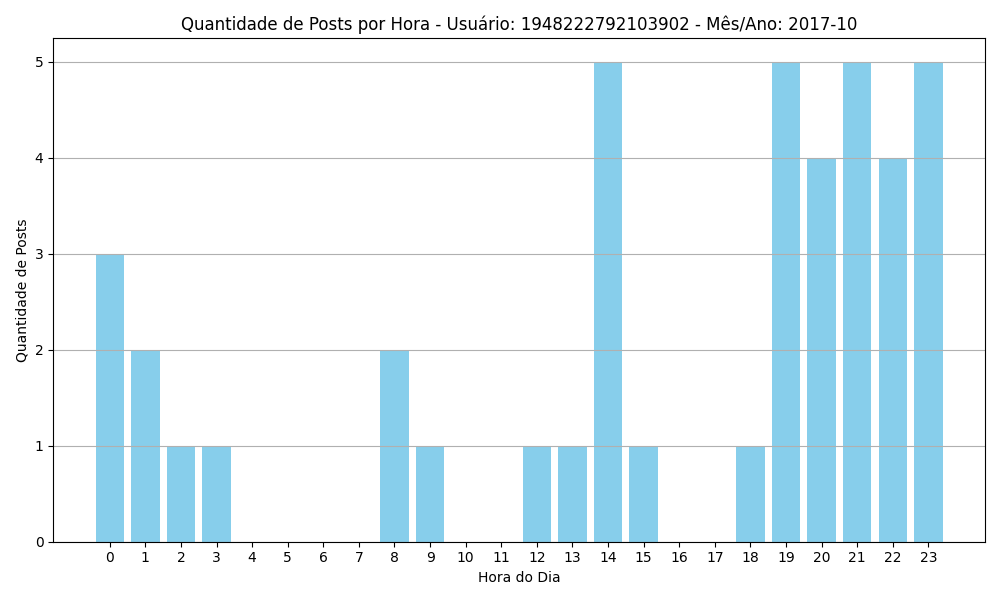 Quantidade de Posts por Hora - Usuário: 1948222792103902 - Mês/Ano: 2017-10
5
4
3
2
1
0
Quantidade de Posts
0 1 2 3 4 5 6 7 8 9 10 11 12 13 14 15 16 17 18 19 20 21 22 23
Hora do Dia